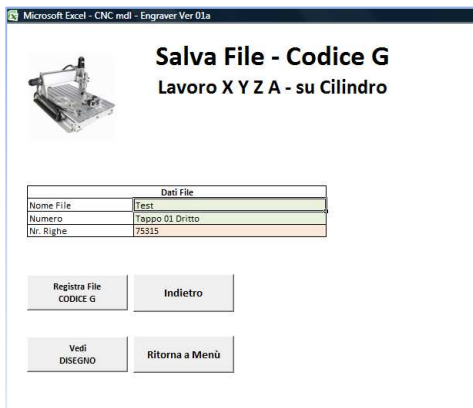 Microsoft Excel - CNC mdl - Engraver Ver 01a
Salva File - Codice G
Lavoro X Y Z A - su Cilindro
Dati File
Nome File Test
Numero Tappo 01 Dritto
Nr. Righe 75315
Registra File
CODICE G
Indietro
Vedi
DISEGNO
Ritorna a Menù